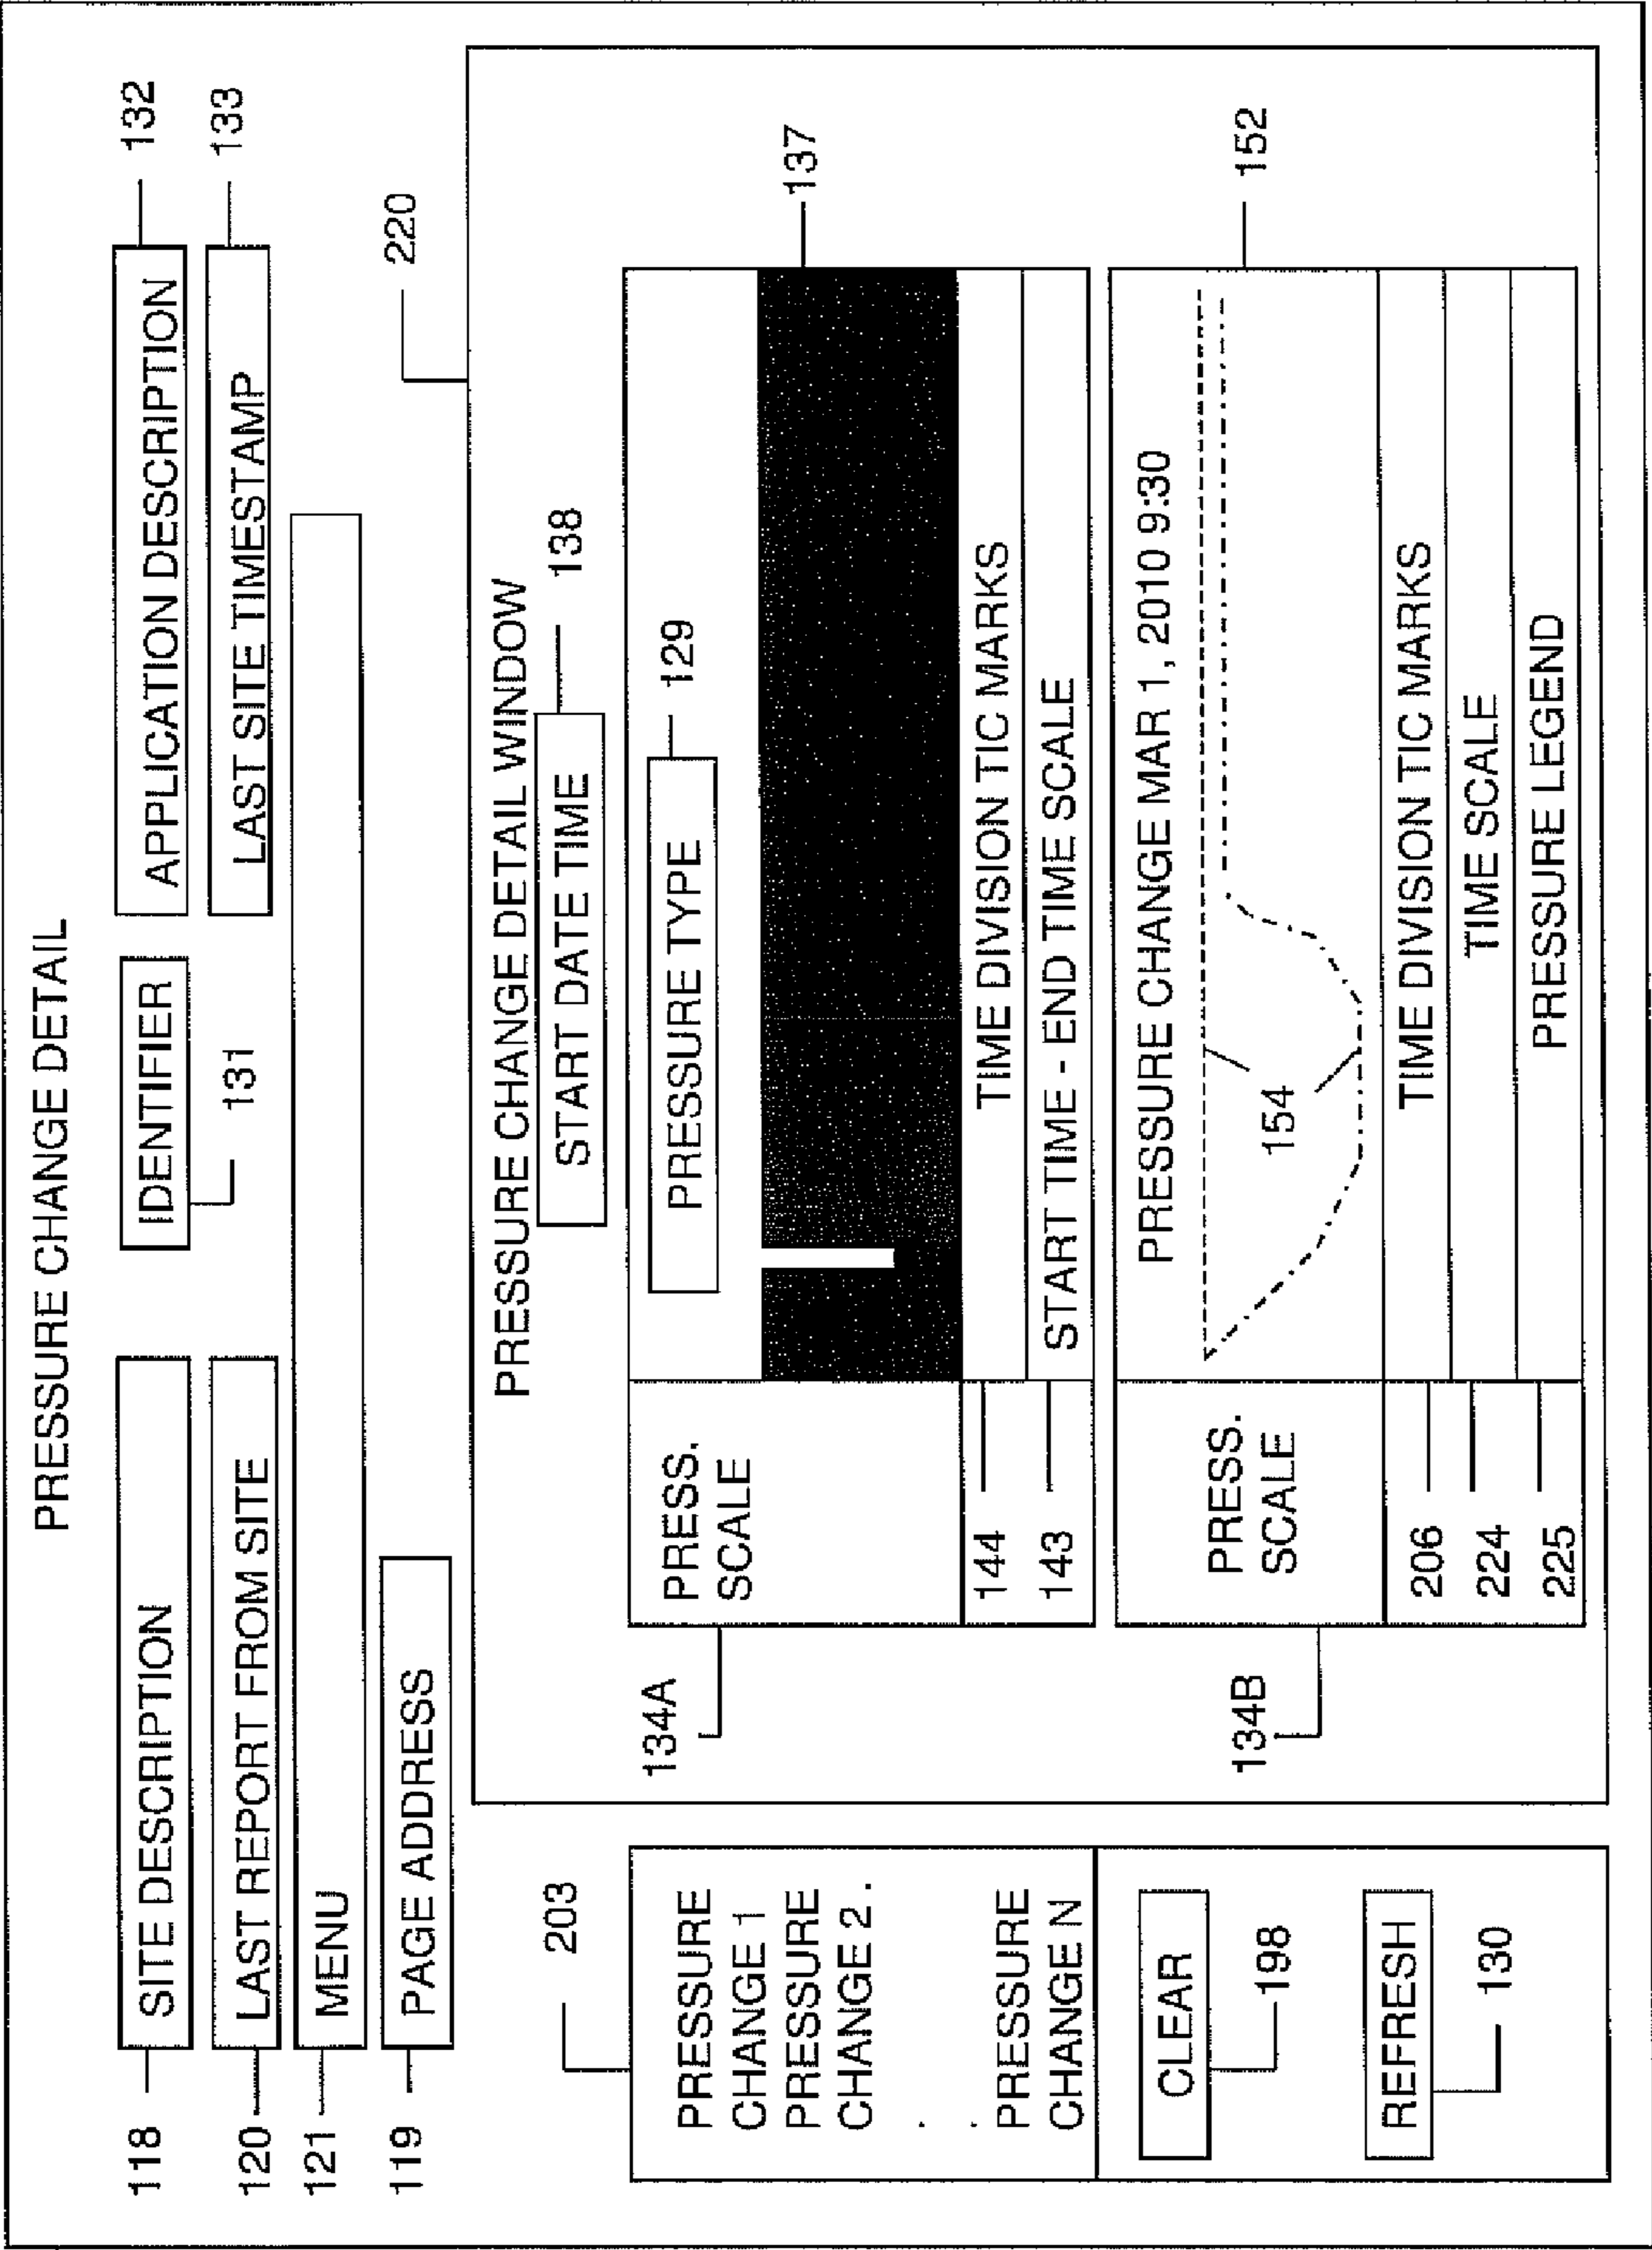 PRESSURE CHANGE DETAIL
118
SITE DESCRIPTION
IDENTIFIER
131
APPLICATION DESCRIPTION
132
120
LAST REPORT FROM SITE
LAST SITE TIMESTAMP
133
121
MENU
119
PAGE ADDRESS
220
203
PRESSURE
CHANGE 1
PRESSURE
CHANGE 2 .
.
.
PRESSURE
CHANGE N
CLEAR
198
REFRESH
130
PRESSURE CHANGE DETAIL WINDOW
START DATE TIME
138
134A
PRESS.
SCALE
PRESSURE TYPE
129
137
144
TIME DIVISION TIC MARKS
143
START TIME - END TIME SCALE
134B
PRESS.
SCALE
PRESSURE CHANGE MAR 1, 2010 9:30
152
154
206
TIME DIVISION TIC MARKS
224
TIME SCALE
225
PRESSURE LEGEND